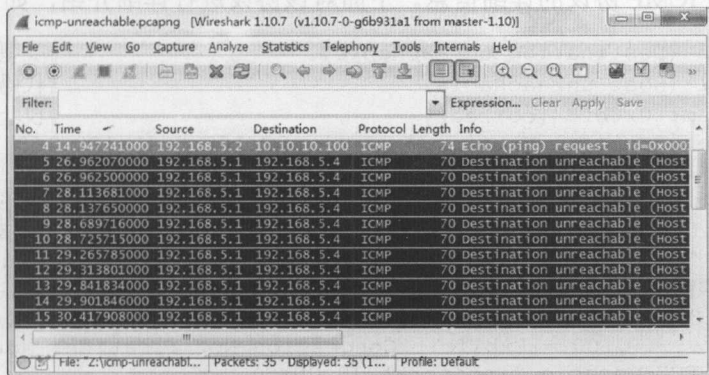 icmp-unreachable.pcapng [Wireshark 1.10.7 (v1.10.7-0-g6b931a1 from master-1.10)]
File Edit View Go Capture Analyze Statistics Telephony Tools Internals Help
Filter: Expression... Clear Apply Save
No. Time Source Destination Protocol Length Info
4 14.947241000 192.168.5.2 10.10.10.100 ICMP 74 Echo (ping) request id=0x000
5 26.962070000 192.168.5.1 192.168.5.4 ICMP 70 Destination unreachable (Host
6 26.962500000 192.168.5.1 192.168.5.4 ICMP 70 Destination unreachable (Host
7 28.113681000 192.168.5.1 192.168.5.4 ICMP 70 Destination unreachable (Host
8 28.137650000 192.168.5.1 192.168.5.4 ICMP 70 Destination unreachable (Host
9 28.689716000 192.168.5.1 192.168.5.4 ICMP 70 Destination unreachable (Host
10 28.725715000 192.168.5.1 192.168.5.4 ICMP 70 Destination unreachable (Host
11 29.265785000 192.168.5.1 192.168.5.4 ICMP 70 Destination unreachable (Host
12 29.313801000 192.168.5.1 192.168.5.4 ICMP 70 Destination unreachable (Host
13 29.841834000 192.168.5.1 192.168.5.4 ICMP 70 Destination unreachable (Host
14 29.901846000 192.168.5.1 192.168.5.4 ICMP 70 Destination unreachable (Host
15 30.417908000 192.168.5.1 192.168.5.4 ICMP 70 Destination unreachable (Host
File: "Z:\icmp-unreachabl... Packets: 35 · Displayed: 35 (1... Profile: Default